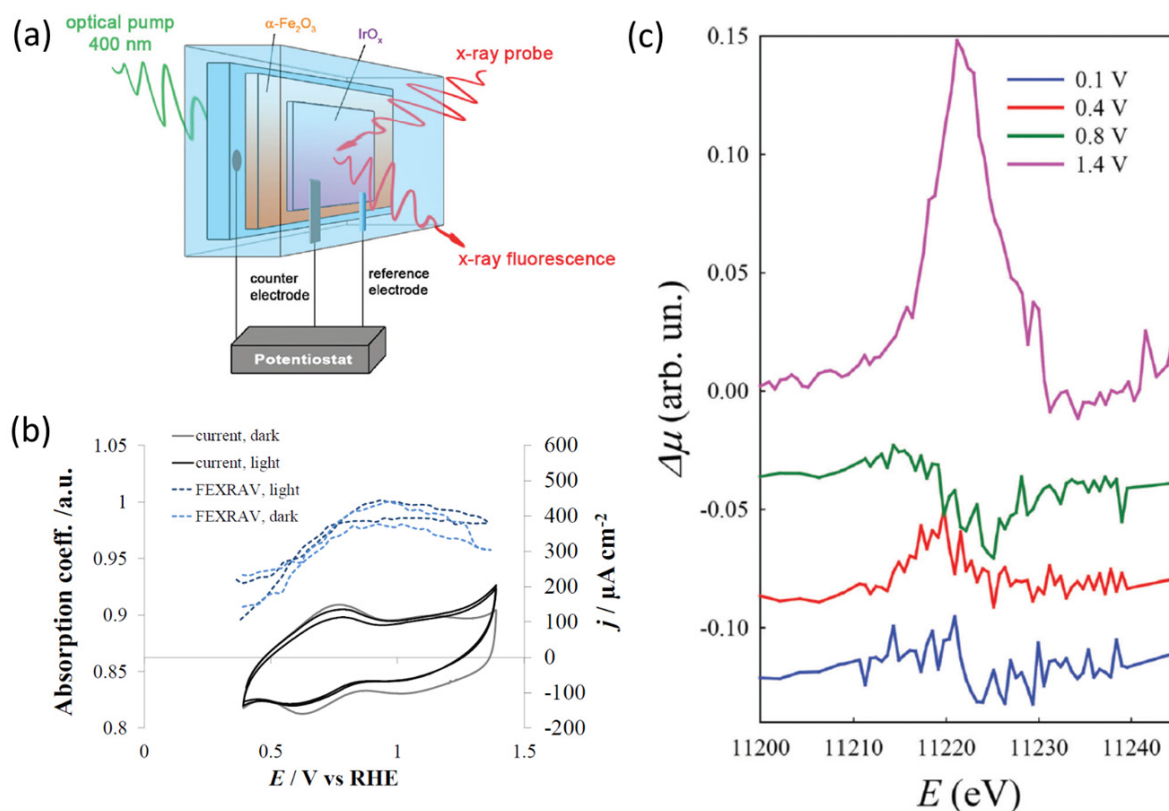 (a)
optical pump
400 nm
α-Fe₂O₃
IrOₓ
x-ray probe
x-ray fluorescence
counter
electrode
reference
electrode
Potentiostat
(b)
current, dark
current, light
FEXRAV, light
FEXRAV, dark
Absorption coeff. /a.u.
1.05
1
0.95
0.9
0.85
0.8
600
500
400
300
200
100
0
-100
-200
j / µA cm⁻²
0
0.5
1
1.5
E / V vs RHE
(c)
0.1 V
0.4 V
0.8 V
1.4 V
Δµ (arb. un.)
0.15
0.10
0.05
0.00
-0.05
-0.10
11200
11210
11220
11230
11240
E (eV)